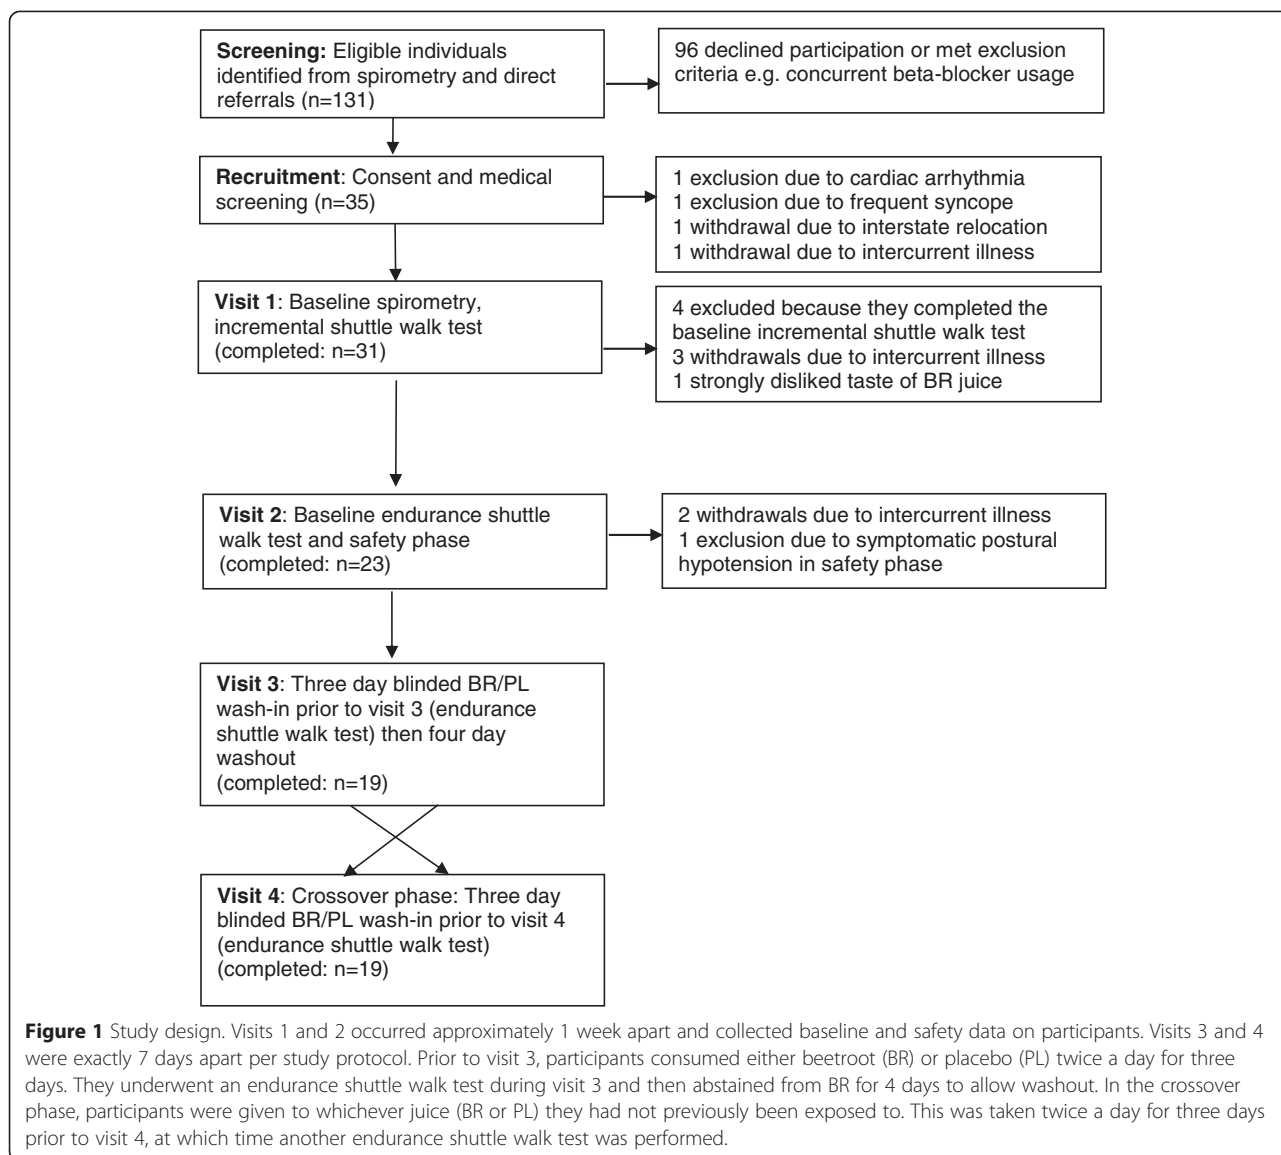 Screening: Eligible individuals
identified from spirometry and direct
referrals (n=131)
96 declined participation or met exclusion
criteria e.g. concurrent beta-blocker usage
Recruitment: Consent and medical
screening (n=35)
1 exclusion due to cardiac arrhythmia
1 exclusion due to frequent syncope
1 withdrawal due to interstate relocation
1 withdrawal due to intercurrent illness
Visit 1: Baseline spirometry,
incremental shuttle walk test
(completed: n=31)
4 excluded because they completed the
baseline incremental shuttle walk test
3 withdrawals due to intercurrent illness
1 strongly disliked taste of BR juice
Visit 2: Baseline endurance shuttle
walk test and safety phase
(completed: n=23)
2 withdrawals due to intercurrent illness
1 exclusion due to symptomatic postural
hypotension in safety phase
Visit 3: Three day blinded BR/PL
wash-in prior to visit 3 (endurance
shuttle walk test) then four day
washout
(completed: n=19)
Visit 4: Crossover phase: Three day
blinded BR/PL wash-in prior to visit 4
(endurance shuttle walk test)
(completed: n=19)
Figure 1 Study design. Visits 1 and 2 occurred approximately 1 week apart and collected baseline and safety data on participants. Visits 3 and 4
were exactly 7 days apart per study protocol. Prior to visit 3, participants consumed either beetroot (BR) or placebo (PL) twice a day for three
days. They underwent an endurance shuttle walk test during visit 3 and then abstained from BR for 4 days to allow washout. In the crossover
phase, participants were given to whichever juice (BR or PL) they had not previously been exposed to. This was taken twice a day for three days
prior to visit 4, at which time another endurance shuttle walk test was performed.